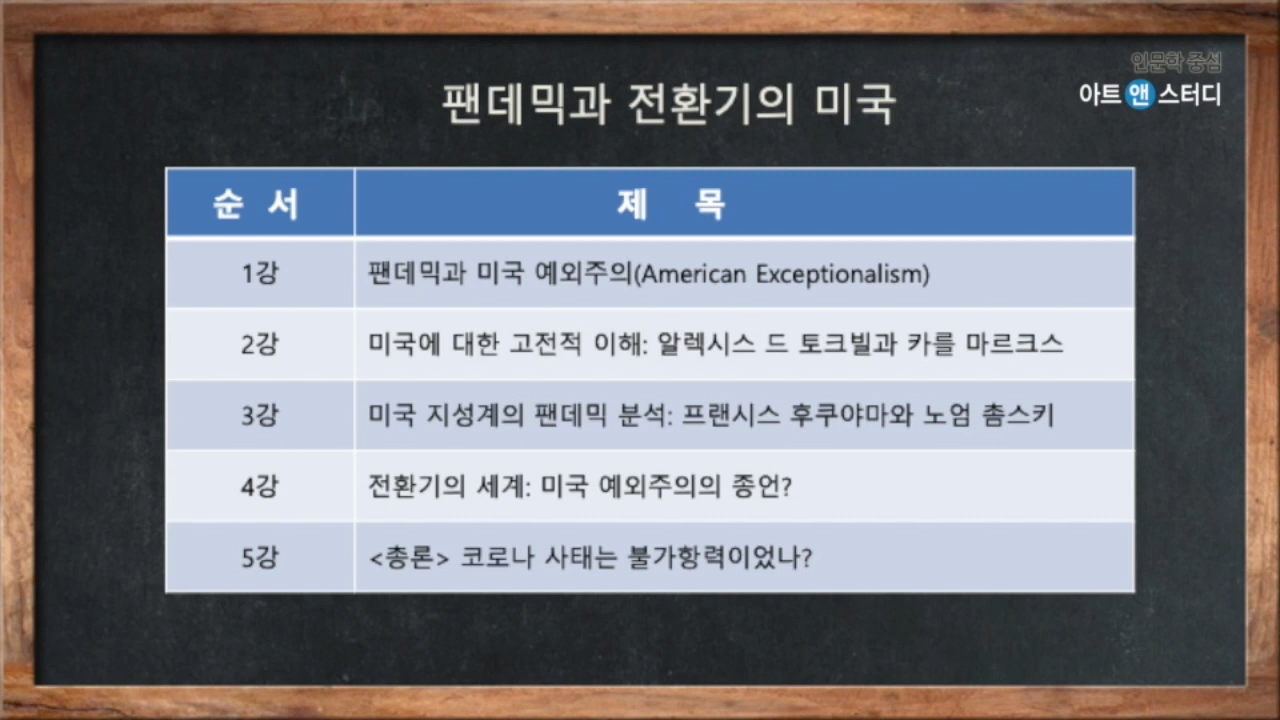 인문학 중심
아트앤스터디
팬데믹과 전환기의 미국
순 서 제 목
1강 팬데믹과 미국 예외주의(American Exceptionalism)
2강 미국에 대한 고전적 이해: 알렉시스 드 토크빌과 카를 마르크스
3강 미국 지성계의 팬데믹 분석: 프랜시스 후쿠야마와 노엄 촘스키
4강 전환기의 세계: 미국 예외주의의 종언?
5강 <총론> 코로나 사태는 불가항력이었나?